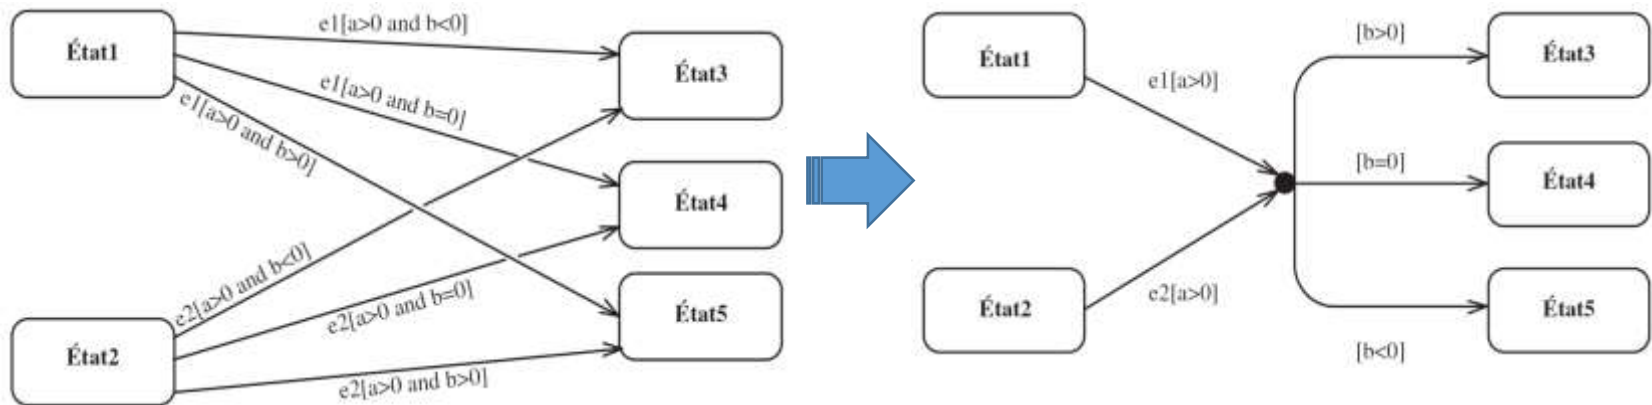 État1
e1[a>0 and b<0]
e1[a>0 and b=0]
e1[a>0 and b>0]
État3
État4
État5
État2
e2[a>0 and b<0]
e2[a>0 and b=0]
e2[a>0 and b>0]
État1
e1[a>0]
État2
e2[a>0]
[b>0]
État3
[b=0]
État4
État5
[b<0]